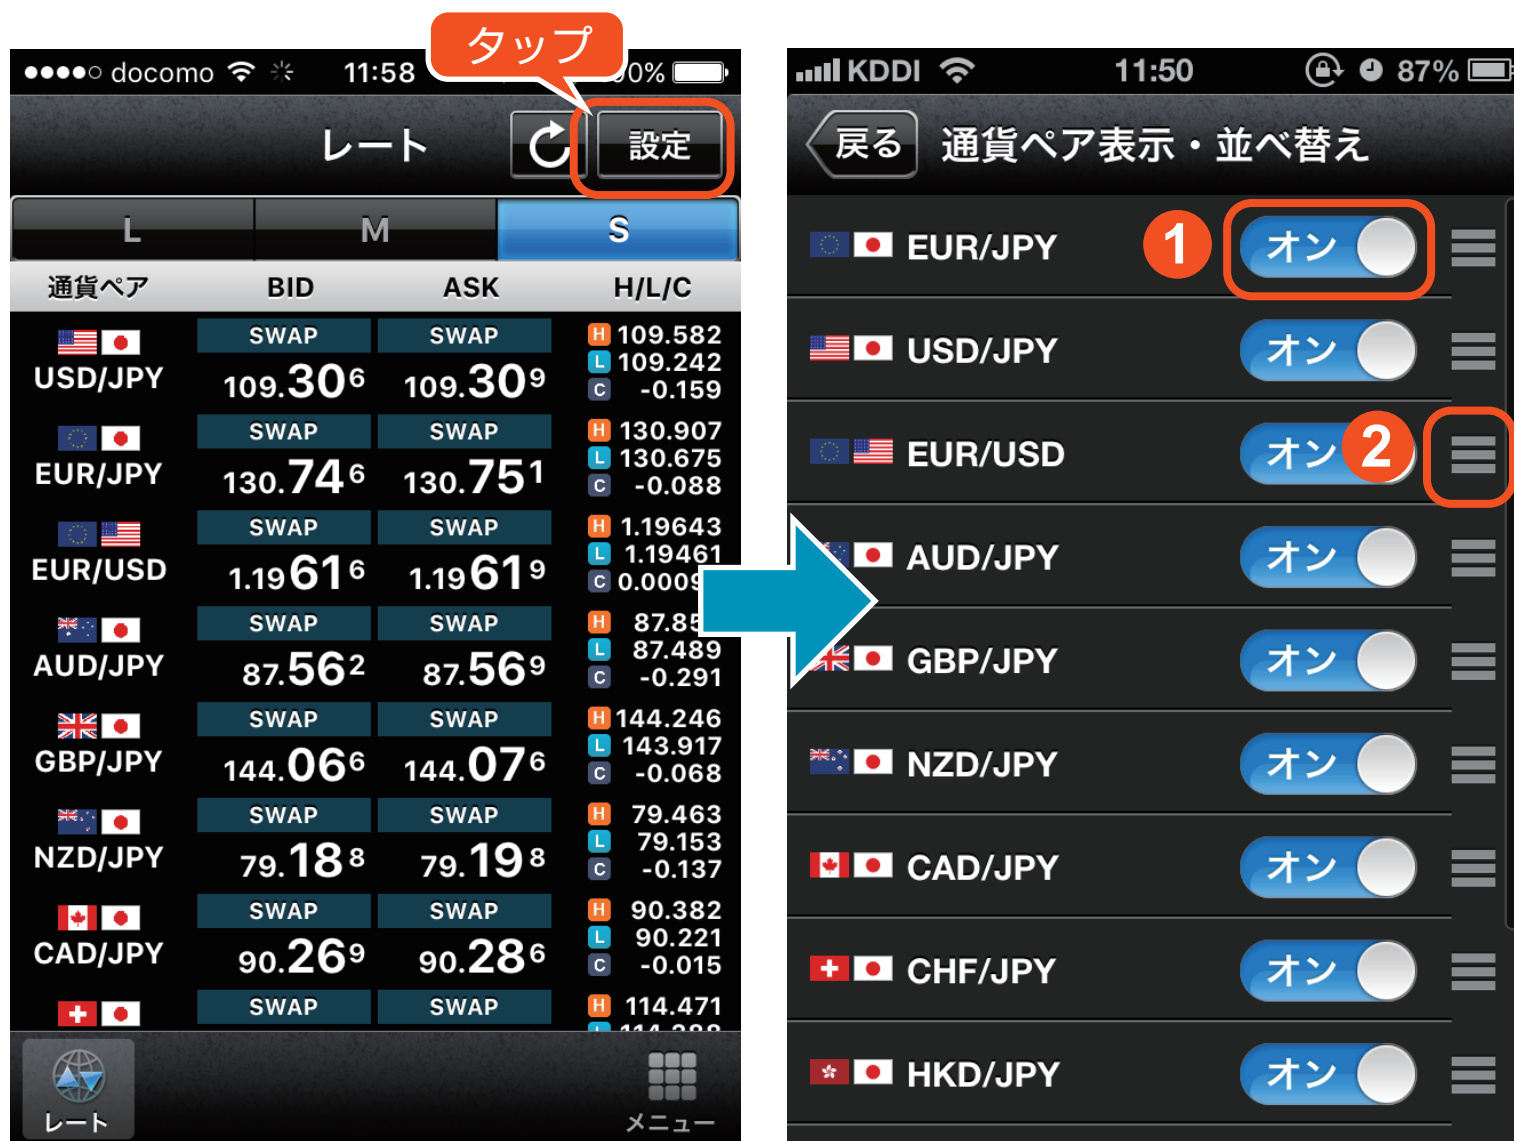 タップ
docomo 11:58 00%
レート 設定
L M S
通貨ペア BID ASK H/L/C
SWAP SWAP H 109.582
USD/JPY 109.306 109.309 L 109.242
C -0.159
SWAP SWAP H 130.907
EUR/JPY 130.746 130.751 L 130.675
C -0.088
SWAP SWAP H 1.19643
EUR/USD 1.19616 1.19619 L 1.19461
C 0.0009
SWAP SWAP H 87.85
AUD/JPY 87.562 87.569 L 87.489
C -0.291
SWAP SWAP H 144.246
GBP/JPY 144.066 144.076 L 143.917
C -0.068
SWAP SWAP H 79.463
NZD/JPY 79.188 79.198 L 79.153
C -0.137
SWAP SWAP H 90.382
CAD/JPY 90.269 90.286 L 90.221
C -0.015
SWAP SWAP H 114.471
レート メニュー
KDDI 11:50 87%
戻る 通貨ペア表示・並べ替え
EUR/JPY 1 オン
USD/JPY オン
EUR/USD オン 2
AUD/JPY オン
GBP/JPY オン
NZD/JPY オン
CAD/JPY オン
CHF/JPY オン
HKD/JPY オン